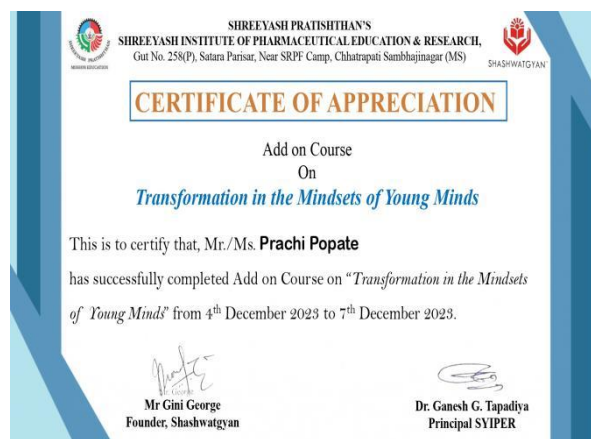 SHREEYASH PRATISHTHAN'S
SHREEYASH INSTITUTE OF PHARMACEUTICAL EDUCATION & RESEARCH,
Gut No. 258(P), Satara Parisar, Near SRPF Camp, Chhatrapati Sambhajinagar (MS)
MISSION EDUCATION
SHASHWATGYAN
CERTIFICATE OF APPRECIATION
Add on Course
On
Transformation in the Mindsets of Young Minds
This is to certify that, Mr./Ms. Prachi Popate
has successfully completed Add on Course on "Transformation in the Mindsets
of Young Minds" from 4th December 2023 to 7th December 2023.
Mr Gini George
Founder, Shashwatgyan
Dr. Ganesh G. Tapadiya
Principal SYIPER